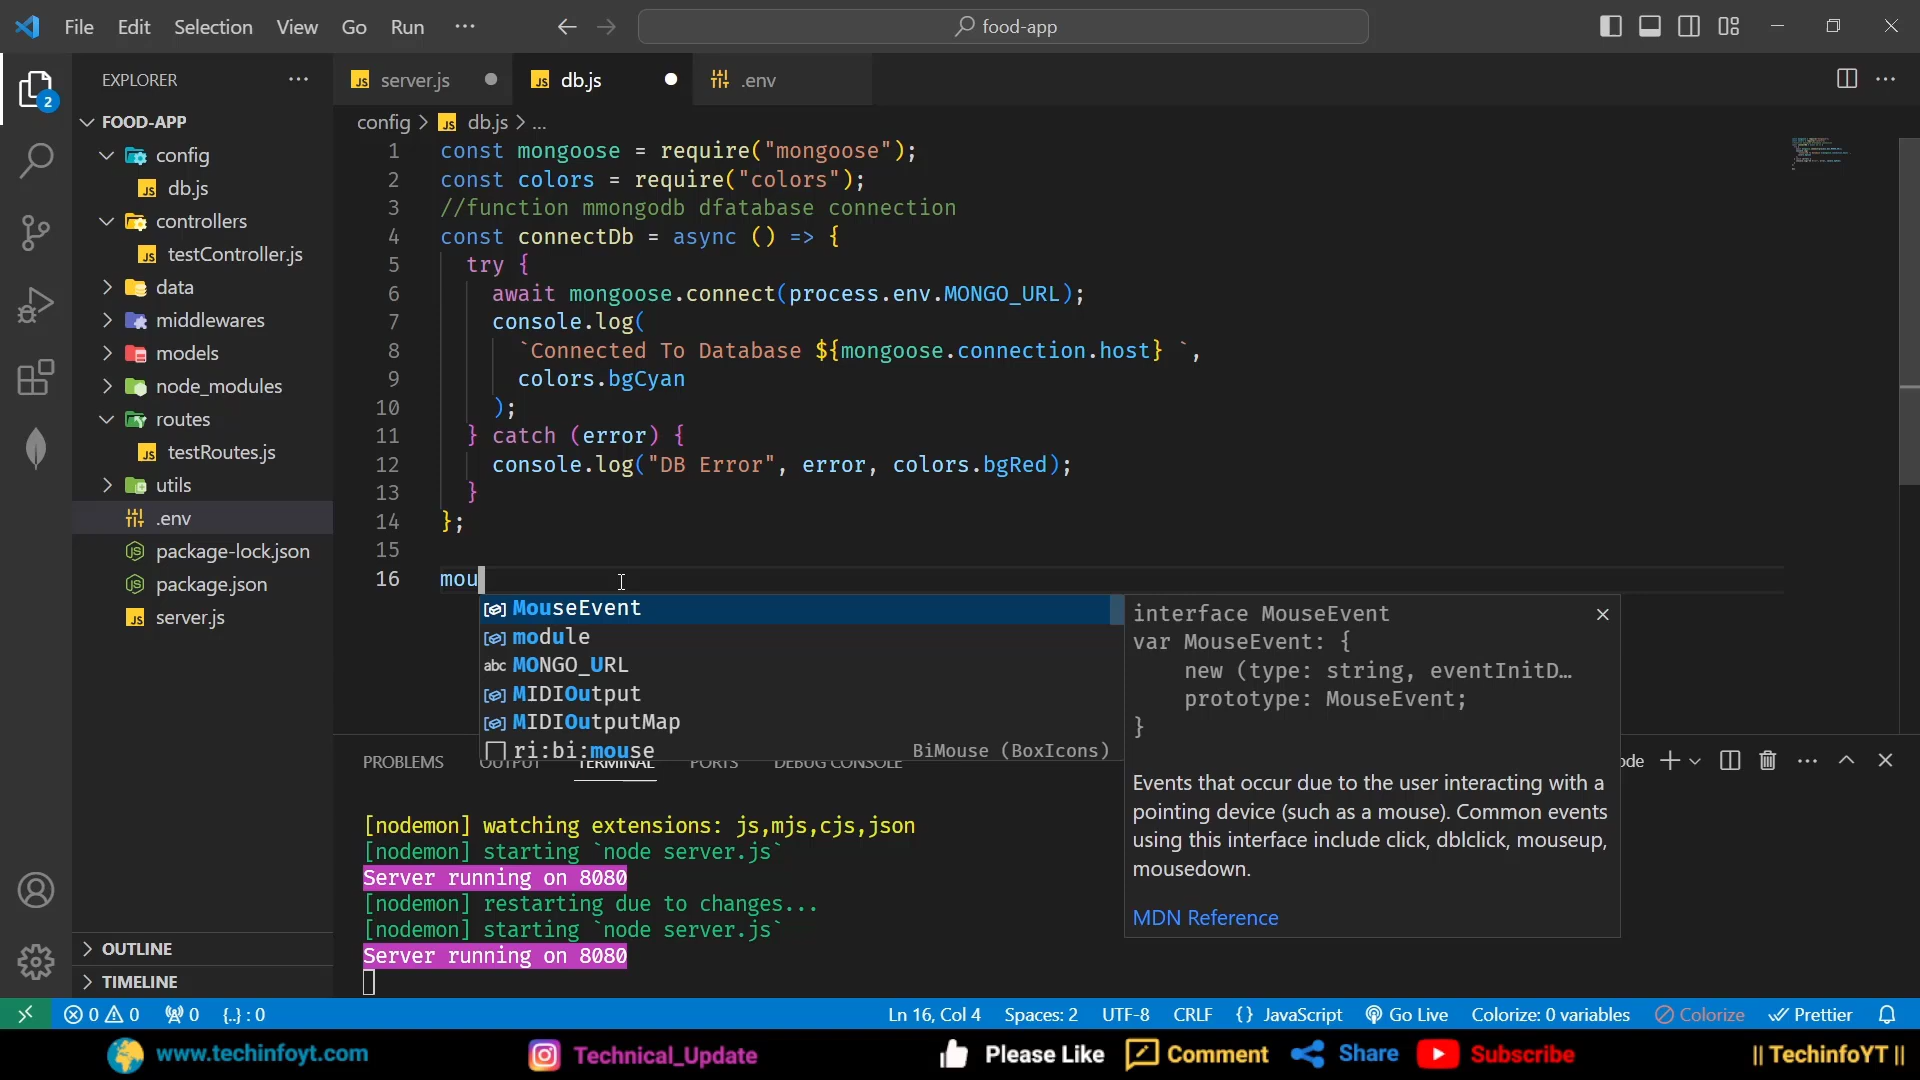 File Edit Selection View Go Run ... food-app
EXPLORER
FOOD-APP
config
db.js
controllers
testController.js
data
middlewares
models
node_modules
routes
testRoutes.js
utils
.env
package-lock.json
package.json
server.js
OUTLINE
TIMELINE
2
server.js db.js .env
config > db.js > ...
1 const mongoose = require("mongoose");
2 const colors = require("colors");
3 //function mmongodb dfatabase connection
4 const connectDb = async () => {
5 try {
6 await mongoose.connect(process.env.MONGO_URL);
7 console.log(
8 `Connected To Database ${mongoose.connection.host} `,
9 colors.bgCyan
10 );
11 } catch (error) {
12 console.log("DB Error", error, colors.bgRed);
13 }
14 };
15
16 mou
MouseEvent
module
abc MONGO_URL
MIDIOutput
MIDIOutputMap
ri:bi:mouse BiMouse (BoxIcons)
interface MouseEvent
var MouseEvent: {
new (type: string, eventInitD…
prototype: MouseEvent;
}
Events that occur due to the user interacting with a
pointing device (such as a mouse). Common events
using this interface include click, dblclick, mouseup,
mousedown.
MDN Reference
PROBLEMS OUTPUT TERMINAL PORTS DEBUG CONSOLE
[nodemon] watching extensions: js,mjs,cjs,json
[nodemon] starting `node server.js`
Server running on 8080
[nodemon] restarting due to changes...
[nodemon] starting `node server.js`
Server running on 8080
0 0 0 {..} : 0 Ln 16, Col 4 Spaces: 2 UTF-8 CRLF {} JavaScript Go Live Colorize: 0 variables Colorize Prettier
www.techinfoyt.com Technical_Update Please Like Comment Share Subscribe || TechinfoYT ||